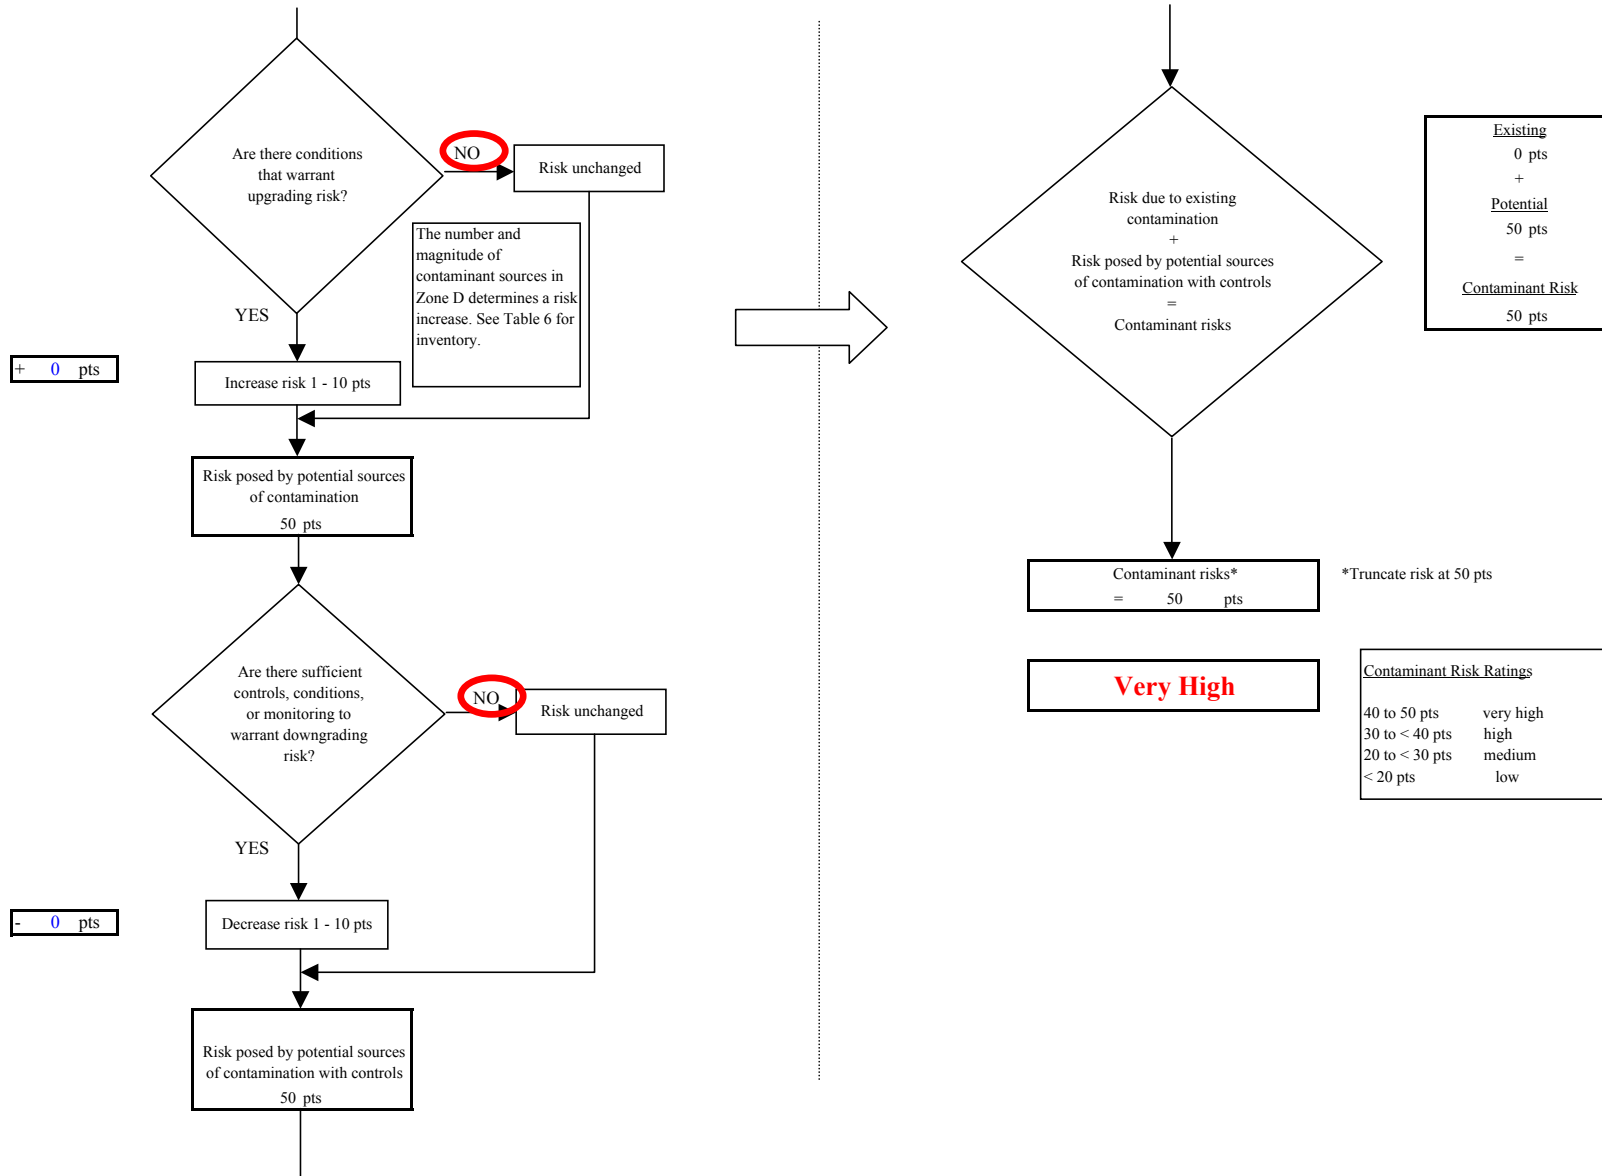 Are there conditions
that warrant
upgrading risk?
NO
Risk unchanged
The number and
magnitude of
contaminant sources in
Zone D determines a risk
increase. See Table 6 for
inventory.
YES
+ 0 pts
Increase risk 1 - 10 pts
Risk posed by potential sources
of contamination
50 pts
Are there sufficient
controls, conditions,
or monitoring to
warrant downgrading
risk?
NO
Risk unchanged
YES
- 0 pts
Decrease risk 1 - 10 pts
Risk posed by potential sources
of contamination with controls
50 pts
Risk due to existing
contamination
+
Risk posed by potential sources
of contamination with controls
=
Contaminant risks
Existing
0 pts
+
Potential
50 pts
=
Contaminant Risk
50 pts
Contaminant risks*
= 50 pts
*Truncate risk at 50 pts
Very High
Contaminant Risk Ratings
40 to 50 pts very high
30 to < 40 pts high
20 to < 30 pts medium
< 20 pts low